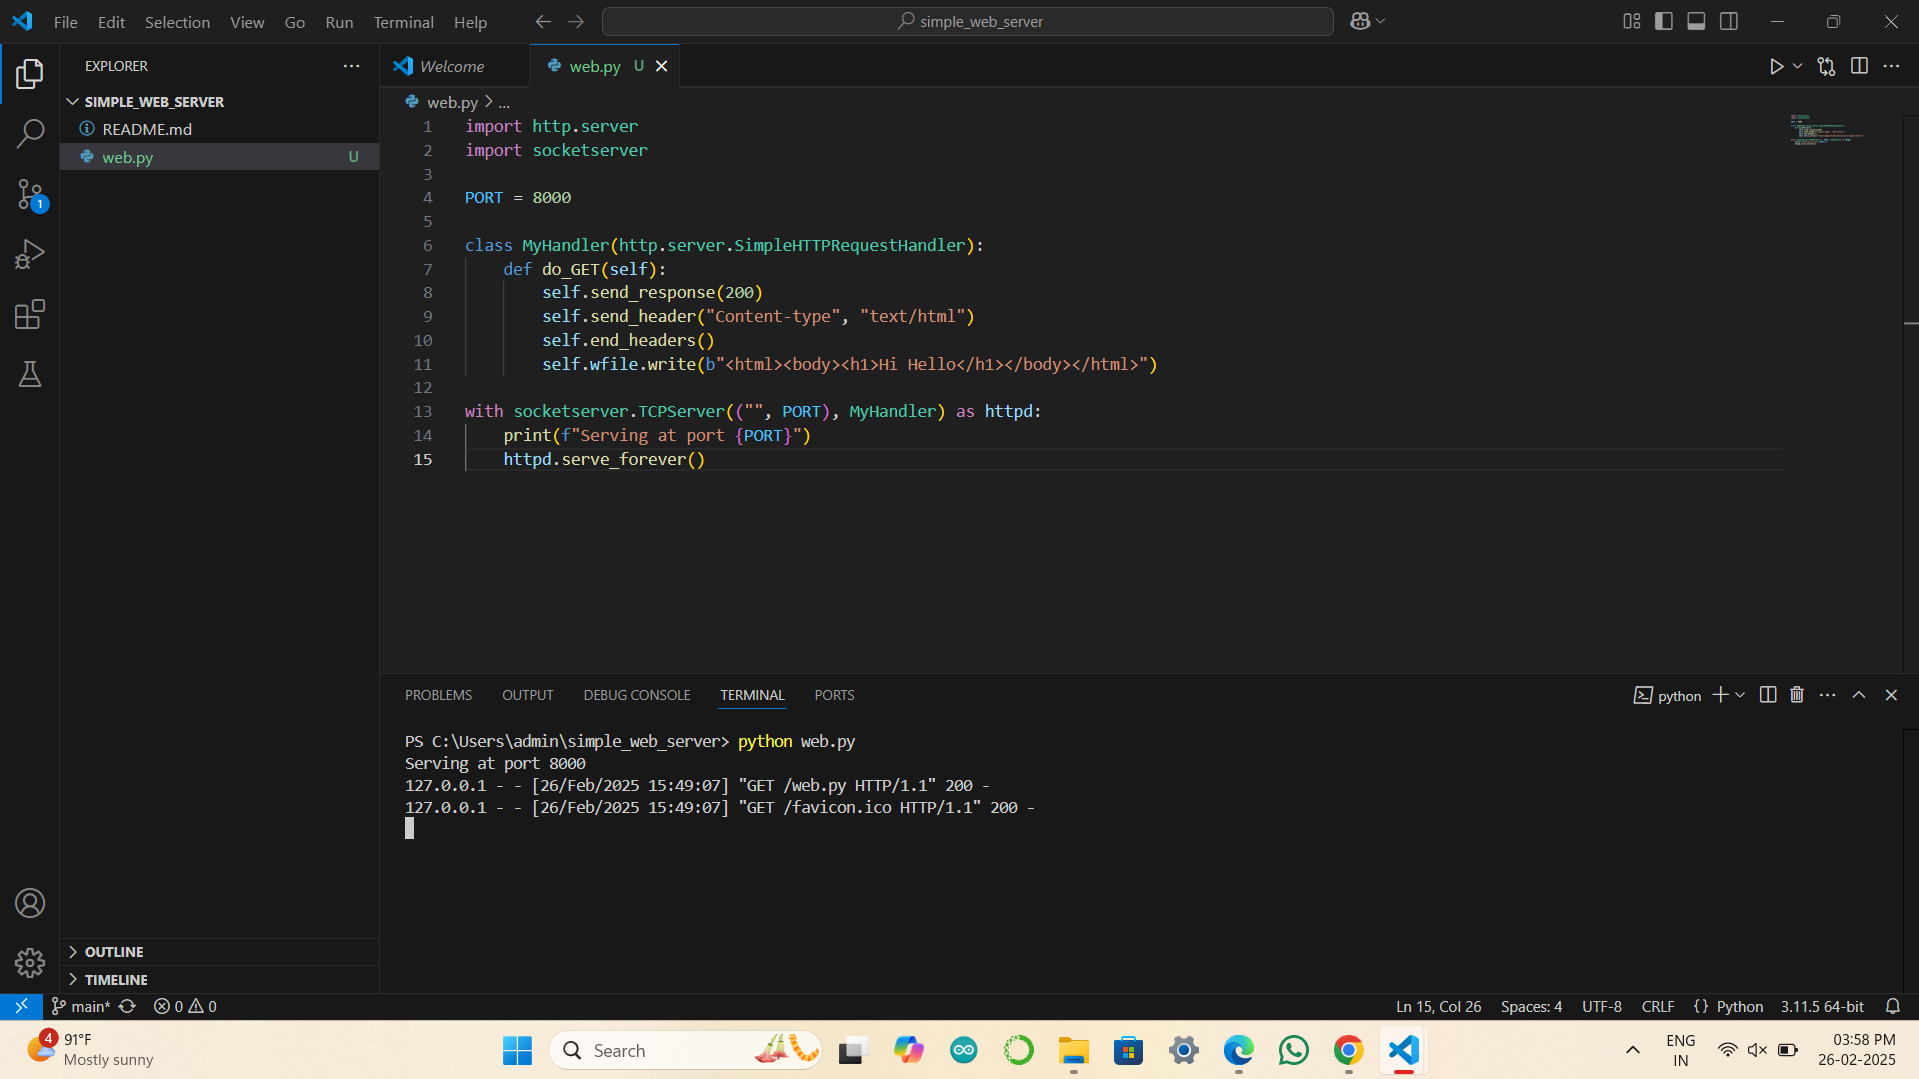 File Edit Selection View Go Run Terminal Help
simple_web_server
EXPLORER
SIMPLE_WEB_SERVER
README.md
web.py U
OUTLINE
TIMELINE
Welcome
web.py U
web.py > ...
1 import http.server
2 import socketserver
3
4 PORT = 8000
5
6 class MyHandler(http.server.SimpleHTTPRequestHandler):
7 def do_GET(self):
8 self.send_response(200)
9 self.send_header("Content-type", "text/html")
10 self.end_headers()
11 self.wfile.write(b"<html><body><h1>Hi Hello</h1></body></html>")
12
13 with socketserver.TCPServer(("", PORT), MyHandler) as httpd:
14 print(f"Serving at port {PORT}")
15 httpd.serve_forever()
PROBLEMS OUTPUT DEBUG CONSOLE TERMINAL PORTS
python
PS C:\Users\admin\simple_web_server> python web.py
Serving at port 8000
127.0.0.1 - - [26/Feb/2025 15:49:07] "GET /web.py HTTP/1.1" 200 -
127.0.0.1 - - [26/Feb/2025 15:49:07] "GET /favicon.ico HTTP/1.1" 200 -
1
main* 0 0
Ln 15, Col 26 Spaces: 4 UTF-8 CRLF {} Python 3.11.5 64-bit
4
91°F
Mostly sunny
Search
ENG
IN
03:58 PM
26-02-2025